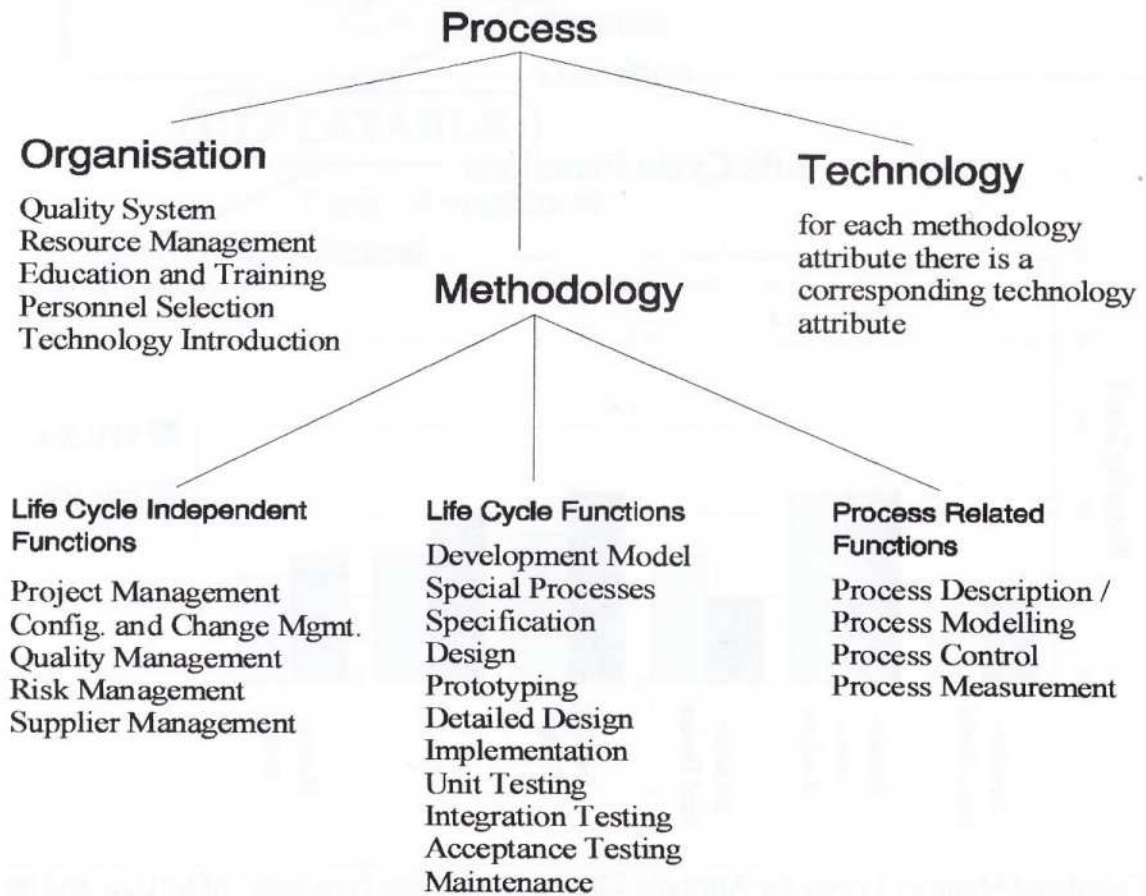 Process
Organisation
Quality System
Resource Management
Education and Training
Personnel Selection
Technology Introduction
Methodology
Technology
for each methodology
attribute there is a
corresponding technology
attribute
Life Cycle Independent
Functions
Project Management
Config. and Change Mgmt.
Quality Management
Risk Management
Supplier Management
Life Cycle Functions
Development Model
Special Processes
Specification
Design
Prototyping
Detailed Design
Implementation
Unit Testing
Integration Testing
Acceptance Testing
Maintenance
Process Related
Functions
Process Description /
Process Modelling
Process Control
Process Measurement